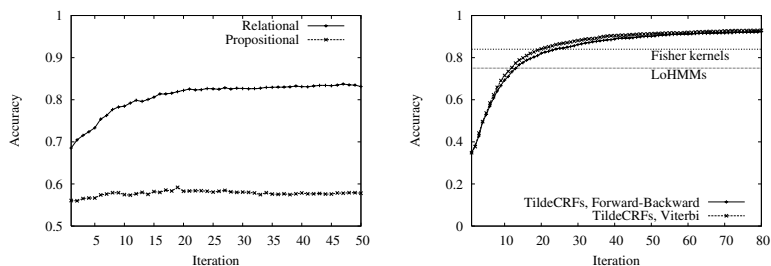 1
0.9
0.8
0.7
0.6
0.5
Accuracy
5 10 15 20 25 30 35 40 45 50
Iteration
Relational
Propositional
1
0.8
0.6
0.4
0.2
0
Accuracy
10 20 30 40 50 60 70 80
Iteration
Fisher kernels
LoHMMs
TildeCRFs, Forward-Backward
TildeCRFs, Viterbi